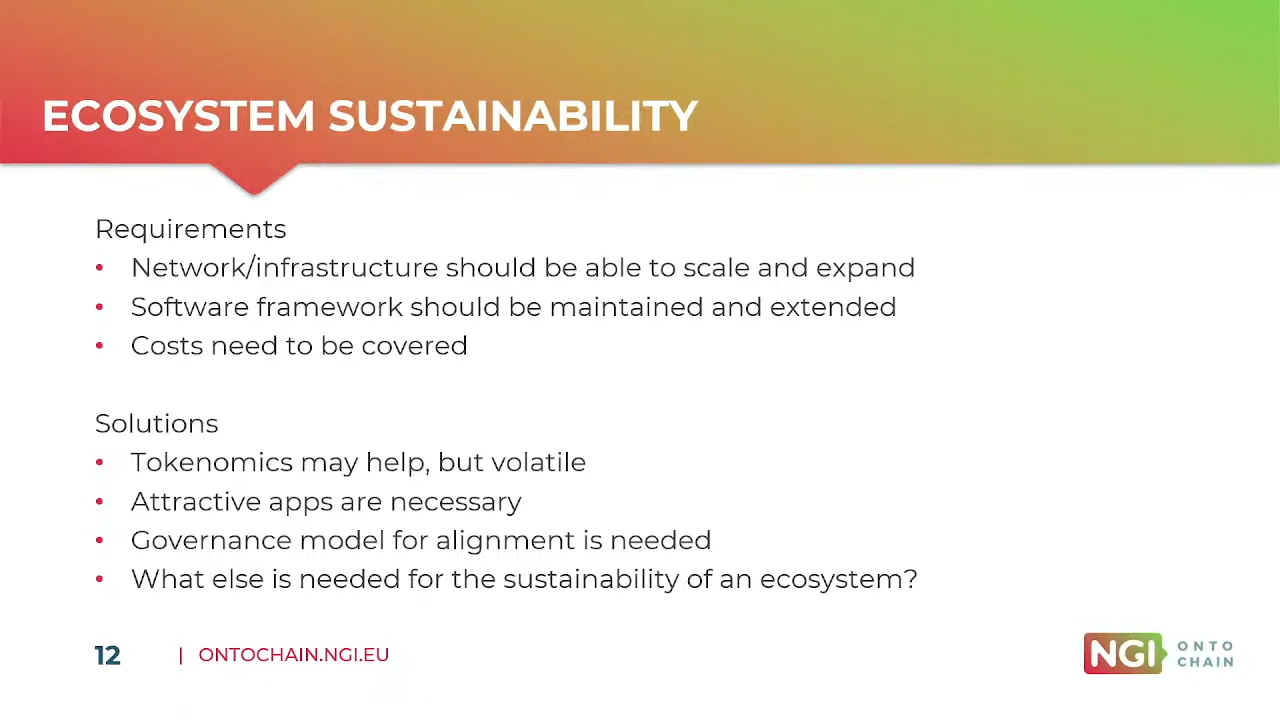 ECOSYSTEM SUSTAINABILITY
Requirements
• Network/infrastructure should be able to scale and expand
• Software framework should be maintained and extended
• Costs need to be covered
Solutions
• Tokenomics may help, but volatile
• Attractive apps are necessary
• Governance model for alignment is needed
• What else is needed for the sustainability of an ecosystem?
12 | ONTOCHAIN.NGI.EU
NGI ONTO
CHAIN